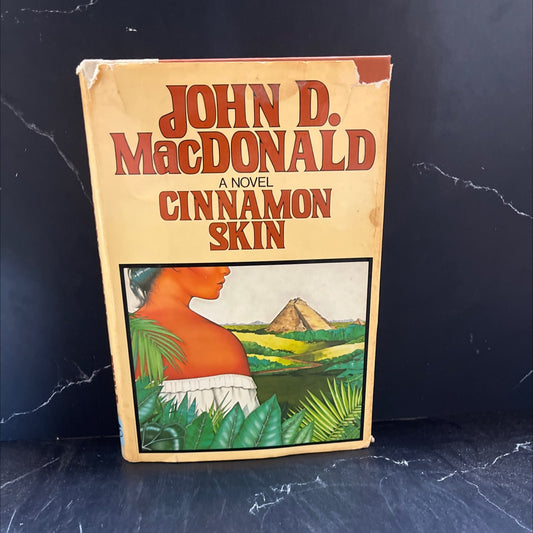 JOHN D.
MacDONALD
A NOVEL
CINNAMON
SKIN